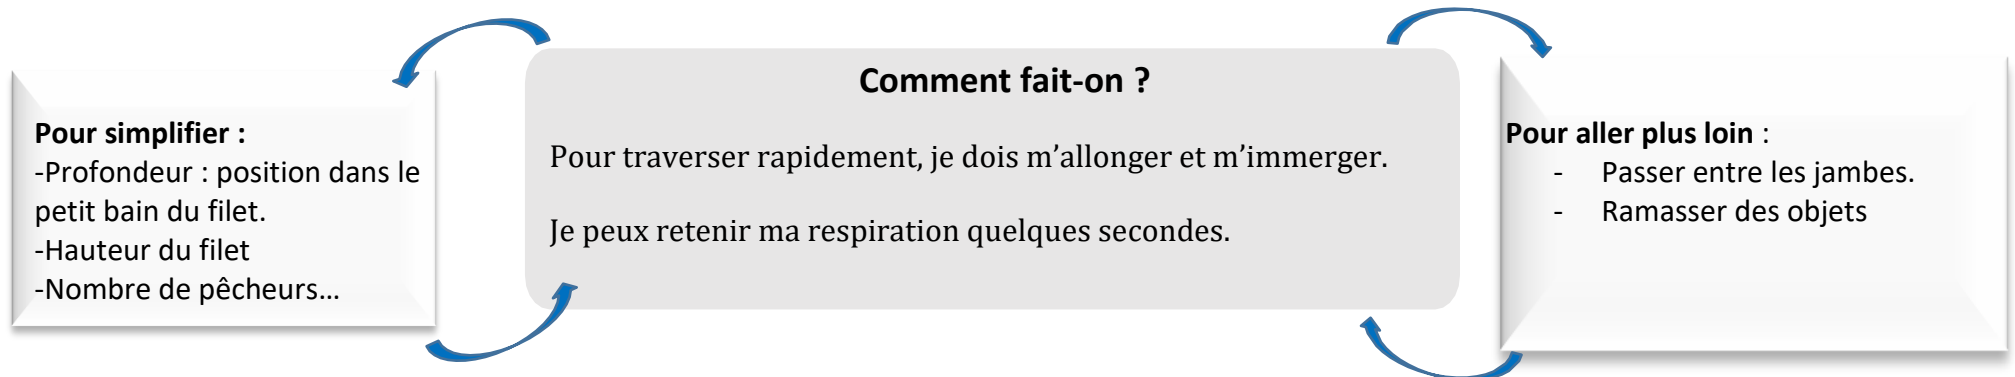 Pour simplifier :
-Profondeur : position dans le
petit bain du filet.
-Hauteur du filet
-Nombre de pêcheurs…
Comment fait-on ?
Pour traverser rapidement, je dois m’allonger et m’immerger.
Je peux retenir ma respiration quelques secondes.
Pour aller plus loin :
- Passer entre les jambes.
- Ramasser des objets